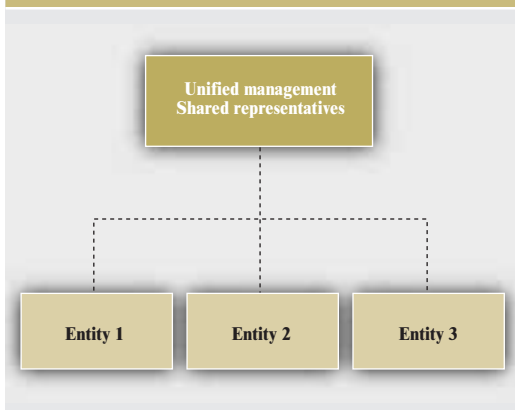 Unified management
Shared representatives
Entity 1
Entity 2
Entity 3